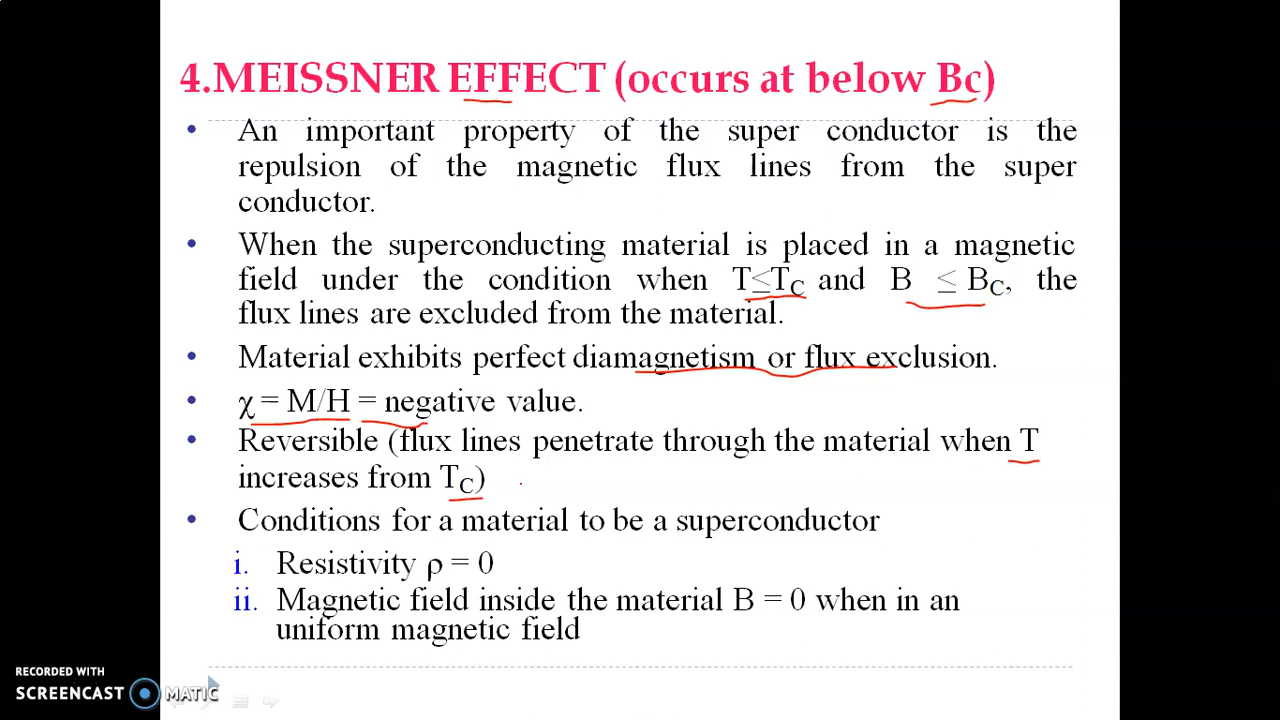 4.MEISSNER EFFECT (occurs at below Bc)
• An important property of the super conductor is the
repulsion of the magnetic flux lines from the super
conductor.
• When the superconducting material is placed in a magnetic
field under the condition when T≤TC and B ≤ BC, the
flux lines are excluded from the material.
• Material exhibits perfect diamagnetism or flux exclusion.
• χ = M/H = negative value.
• Reversible (flux lines penetrate through the material when T
increases from TC)
• Conditions for a material to be a superconductor
i. Resistivity ρ = 0
ii. Magnetic field inside the material B = 0 when in an
uniform magnetic field
RECORDED WITH
SCREENCAST MATIC